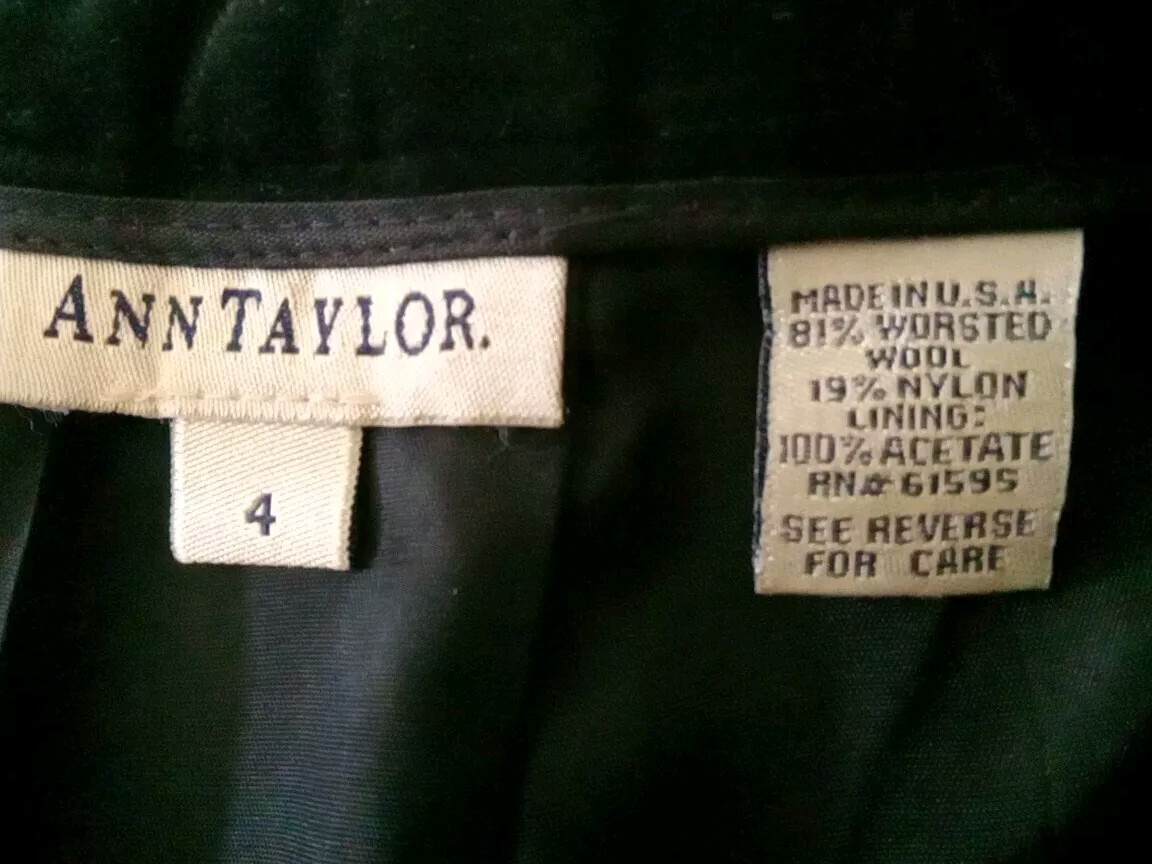 ANN TAYLOR.
4
MADE IN U.S.A.
81% WORSTED
WOOL
19% NYLON
LINING:
100% ACETATE
RN# 61595
SEE REVERSE
FOR CARE